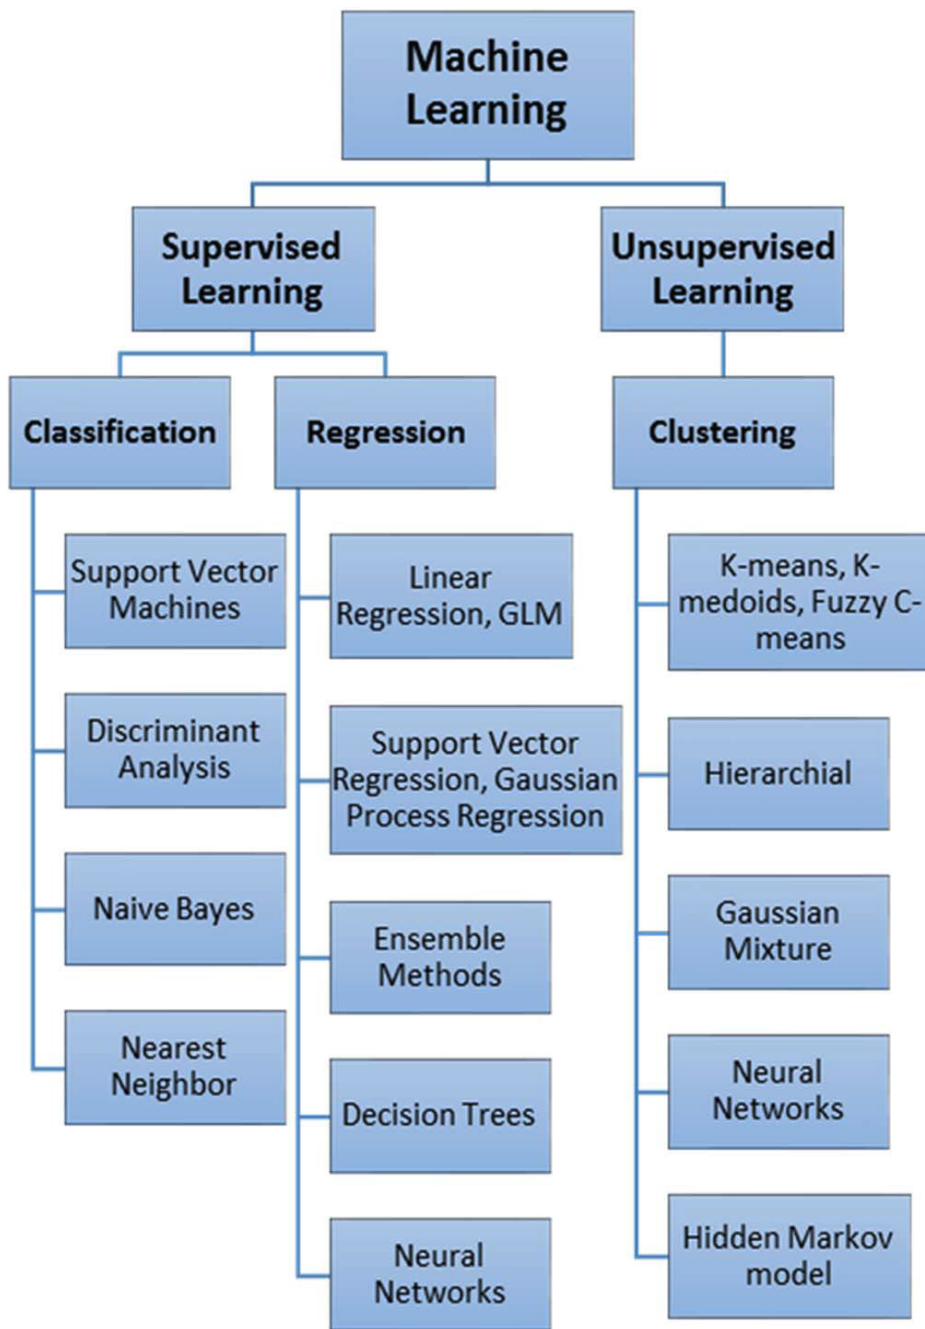 Machine
Learning
Supervised
Learning
Unsupervised
Learning
Classification
Regression
Clustering
Support Vector
Machines
Discriminant
Analysis
Naive Bayes
Nearest
Neighbor
Linear
Regression, GLM
Support Vector
Regression, Gaussian
Process Regression
Ensemble
Methods
Decision Trees
Neural
Networks
K-means, K-
medoids, Fuzzy C-
means
Hierarchial
Gaussian
Mixture
Neural
Networks
Hidden Markov
model